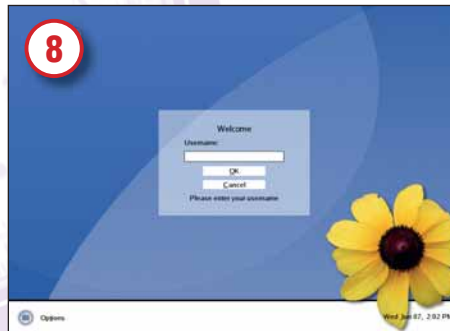 8
Welcome
Username:
OK
Cancel
Please enter your username
Options
Wed Jun 07, 2:02 PM